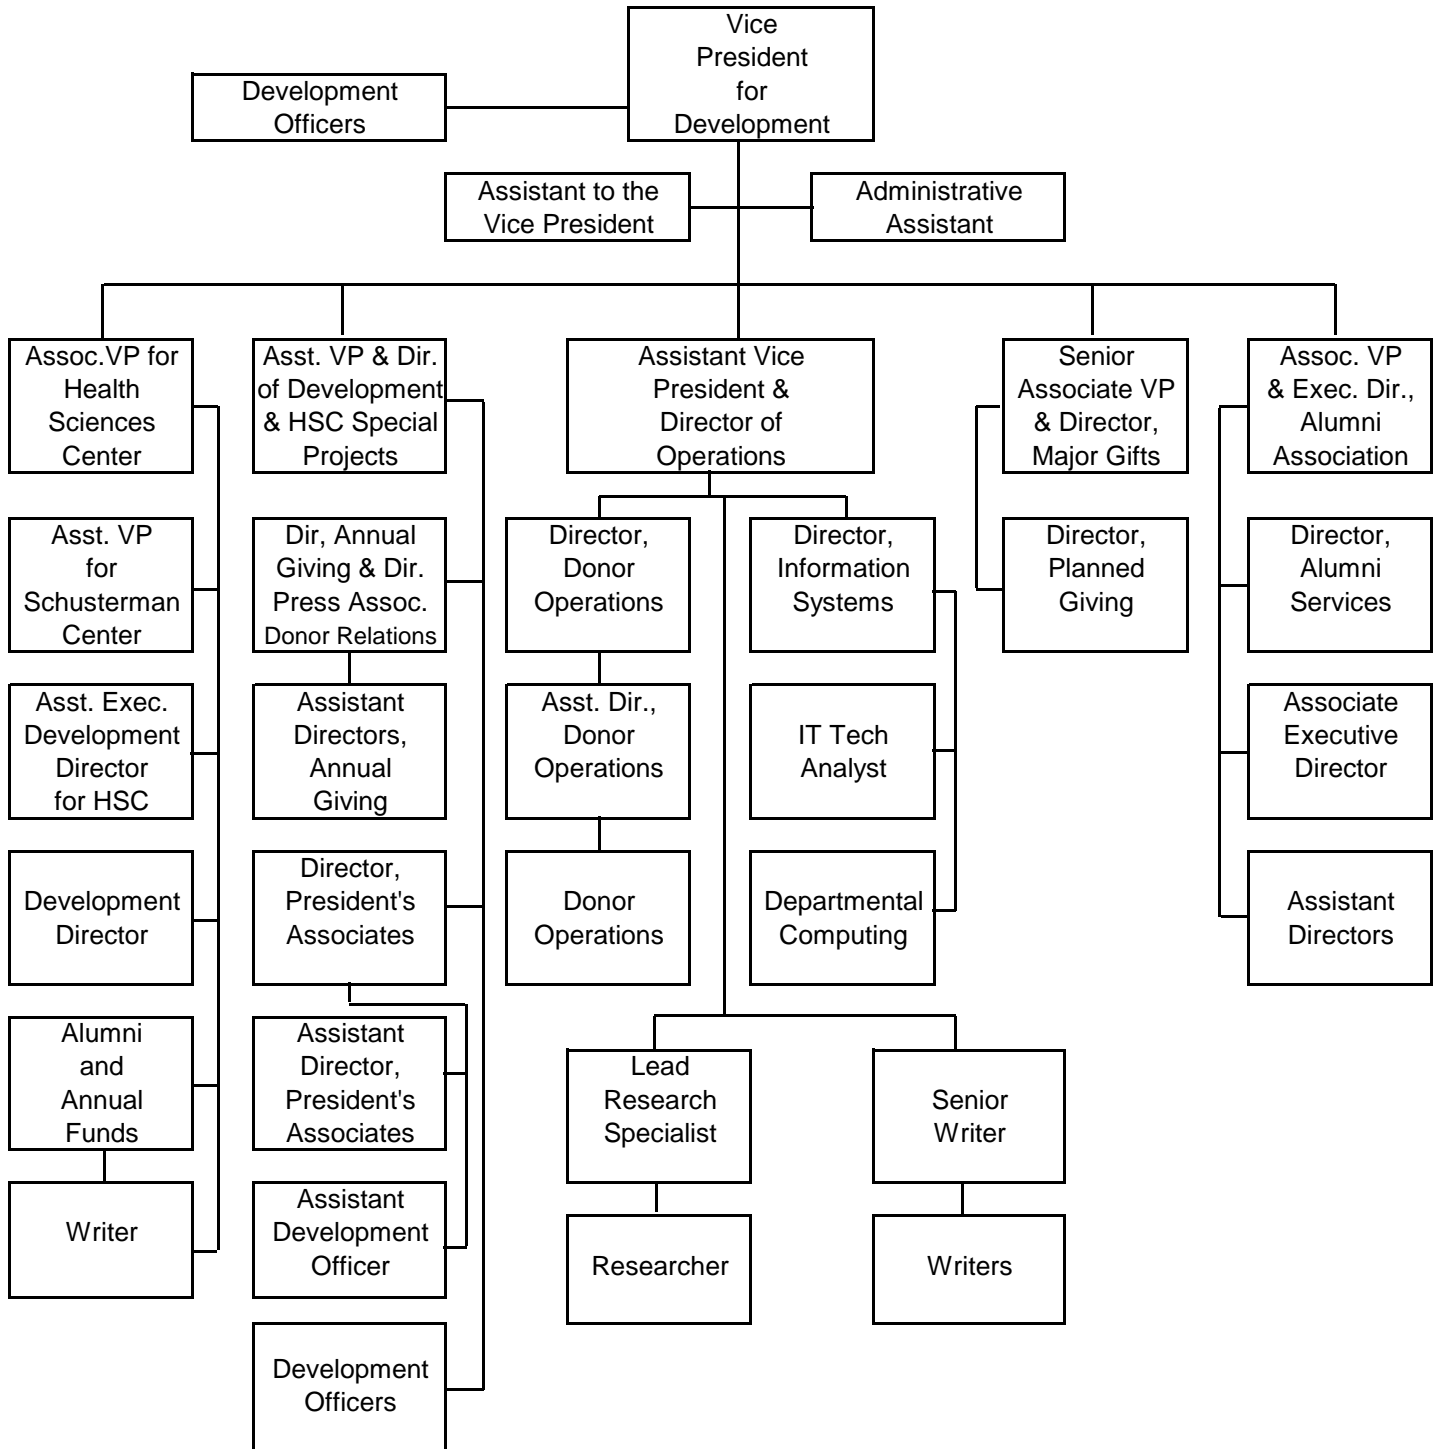 Vice
President
for
Development
Development
Officers
Assistant to the
Vice President
Administrative
Assistant
Assoc.VP for
Health
Sciences
Center
Asst. VP & Dir.
of Development
& HSC Special
Projects
Assistant Vice
President &
Director of
Operations
Senior
Associate VP
& Director,
Major Gifts
Assoc. VP
& Exec. Dir.,
Alumni
Association
Asst. VP
for
Schusterman
Center
Dir, Annual
Giving & Dir.
Press Assoc.
Donor Relations
Director,
Donor
Operations
Director,
Information
Systems
Director,
Planned
Giving
Director,
Alumni
Services
Asst. Exec.
Development
Director
for HSC
Assistant
Directors,
Annual
Giving
Asst. Dir.,
Donor
Operations
IT Tech
Analyst
Associate
Executive
Director
Development
Director
Director,
President's
Associates
Donor
Operations
Departmental
Computing
Assistant
Directors
Alumni
and
Annual
Funds
Assistant
Director,
President's
Associates
Lead
Research
Specialist
Senior
Writer
Writer
Assistant
Development
Officer
Researcher
Writers
Development
Officers